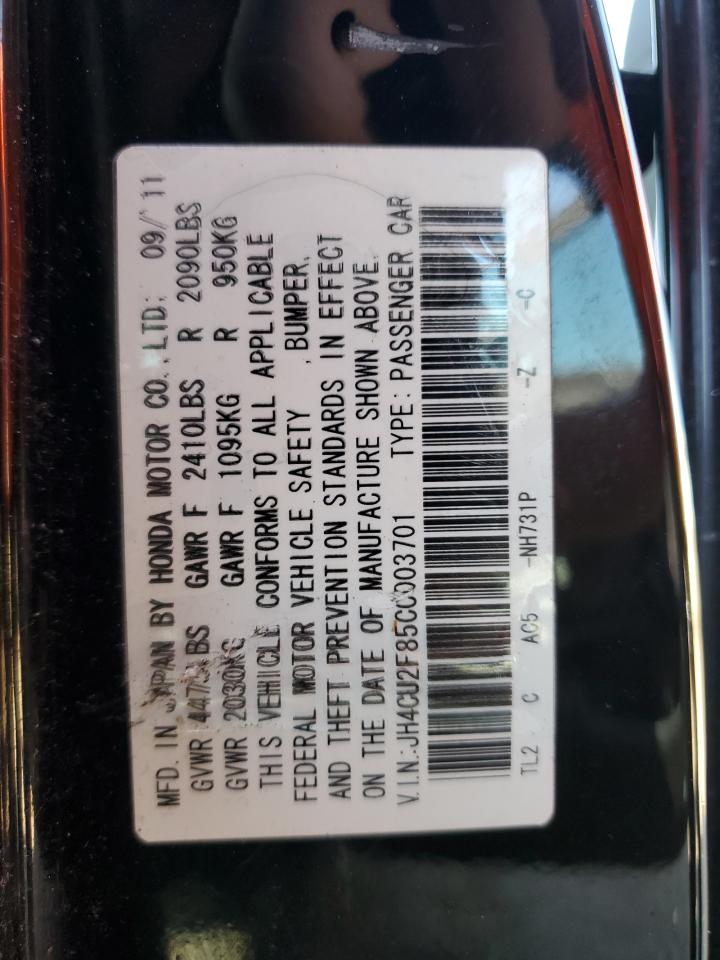 MFD. IN JAPAN BY HONDA MOTOR CO.,LTD; 09/ 11
GVWR GAWR F 2410LBS R 2090LBS
GVWR 2030KG GAWR F 1095KG R 950KG
THIS VEHICLE CONFORMS TO ALL APPLICABLE
FEDERAL MOTOR VEHICLE SAFETY , BUMPER,
AND THEFT PREVENTION STANDARDS IN EFFECT
ON THE DATE OF MANUFACTURE SHOWN ABOVE.
V.I.N.:JH4CU2F85CC003701 TYPE: PASSENGER CAR
TL2 C AC5 -NH731P -Z -C